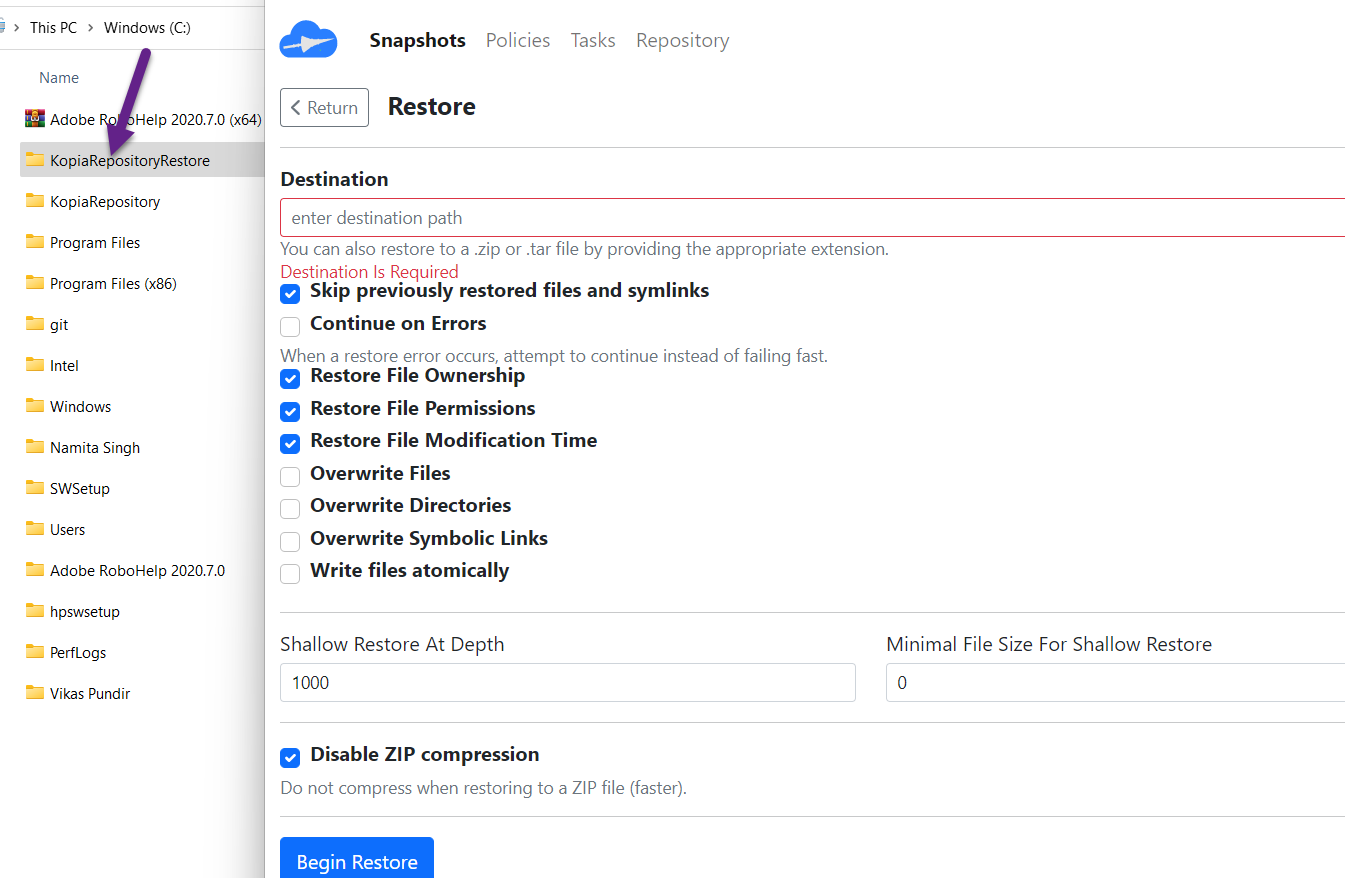 This PC > Windows (C:)
Name
Adobe RoboHelp 2020.7.0 (x64)
KopiaRepositoryRestore
KopiaRepository
Program Files
Program Files (x86)
git
Intel
Windows
Namita Singh
SWSetup
Users
Adobe RoboHelp 2020.7.0
hpswsetup
PerfLogs
Vikas Pundir
Snapshots Policies Tasks Repository
Return Restore
Destination
enter destination path
You can also restore to a .zip or .tar file by providing the appropriate extension.
Destination Is Required
Skip previously restored files and symlinks
Continue on Errors
When a restore error occurs, attempt to continue instead of failing fast.
Restore File Ownership
Restore File Permissions
Restore File Modification Time
Overwrite Files
Overwrite Directories
Overwrite Symbolic Links
Write files atomically
Shallow Restore At Depth Minimal File Size For Shallow Restore
1000 0
Disable ZIP compression
Do not compress when restoring to a ZIP file (faster).
Begin Restore